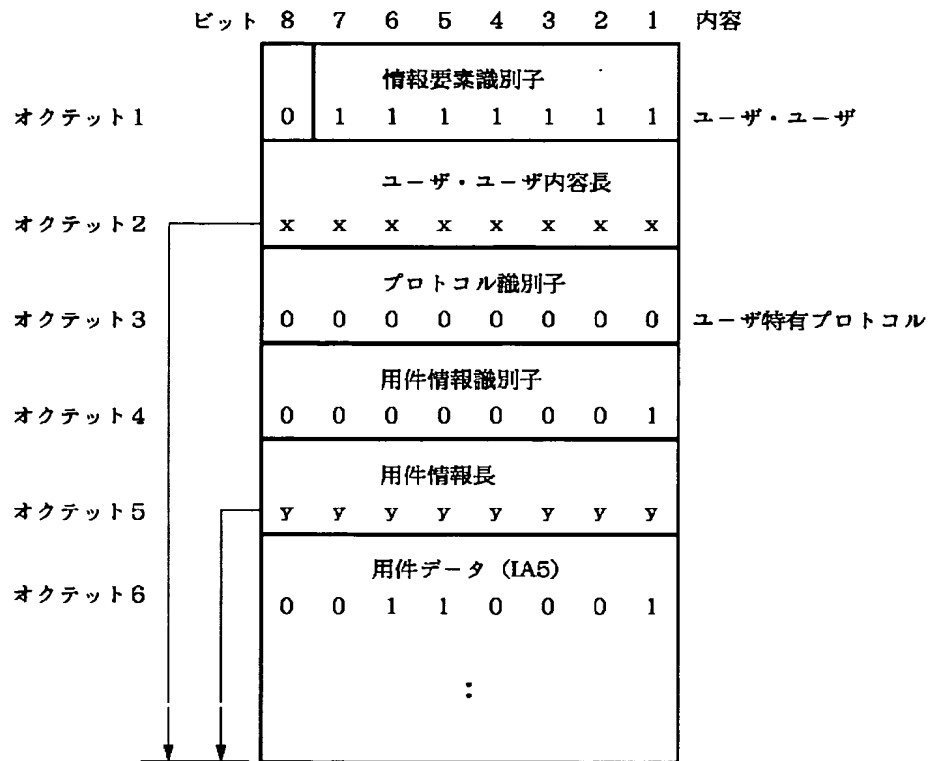 ビット 8 7 6 5 4 3 2 1 内容
情報要素識別子
オクテット1 0 1 1 1 1 1 1 1 ユーザ・ユーザ
ユーザ・ユーザ内容長
オクテット2 x x x x x x x x
プロトコル識別子
オクテット3 0 0 0 0 0 0 0 0 ユーザ特有プロトコル
用件情報識別子
オクテット4 0 0 0 0 0 0 0 1
用件情報長
オクテット5 y y y y y y y y
用件データ (IA5)
オクテット6 0 0 1 1 0 0 0 1
: